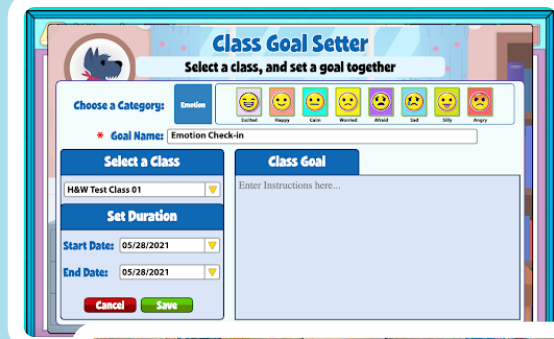 Class Goal Setter
Select a class, and set a goal together
Choose a Category:
Emotion
Excited Happy Calm Worried Afraid Sad Silly Angry
* Goal Name: Emotion Check-in
Select a Class
H&W Test Class 01
Set Duration
Start Date: 05/28/2021
End Date: 05/28/2021
Cancel Save
Class Goal
Enter Instructions here...